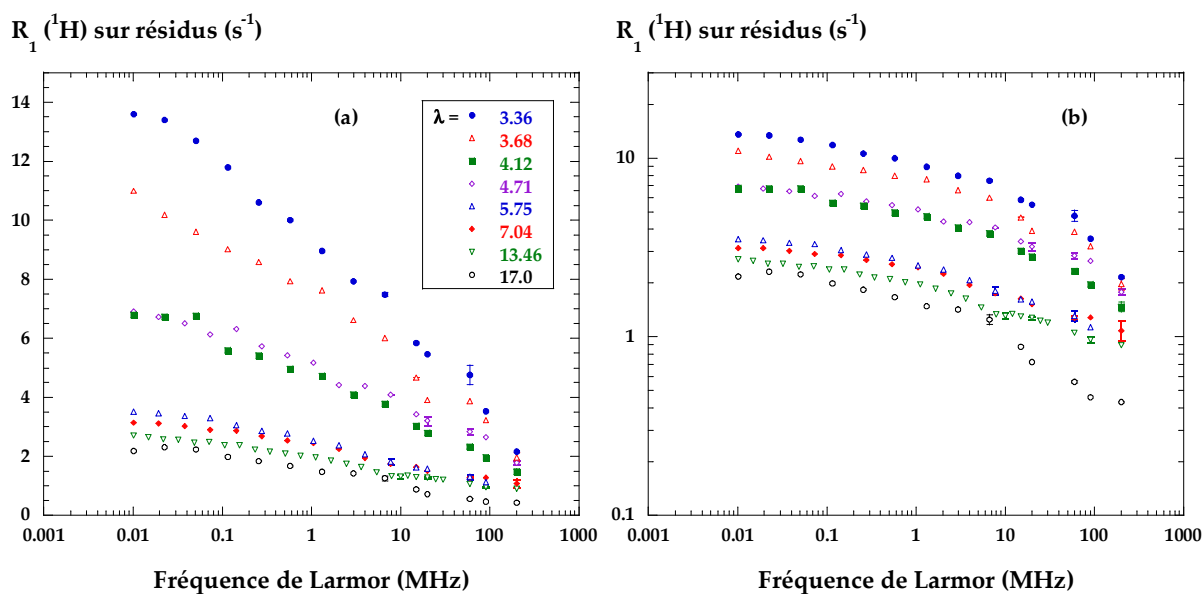 R1 (1H) sur résidus (s-1)
14
12
10
8
6
4
2
0
0.001 0.01 0.1 1 10 100 1000
Fréquence de Larmor (MHz)
(a)
λ = 3.36
3.68
4.12
4.71
5.75
7.04
13.46
17.0
R1 (1H) sur résidus (s-1)
10
1
0.1
0.001 0.01 0.1 1 10 100 1000
Fréquence de Larmor (MHz)
(b)